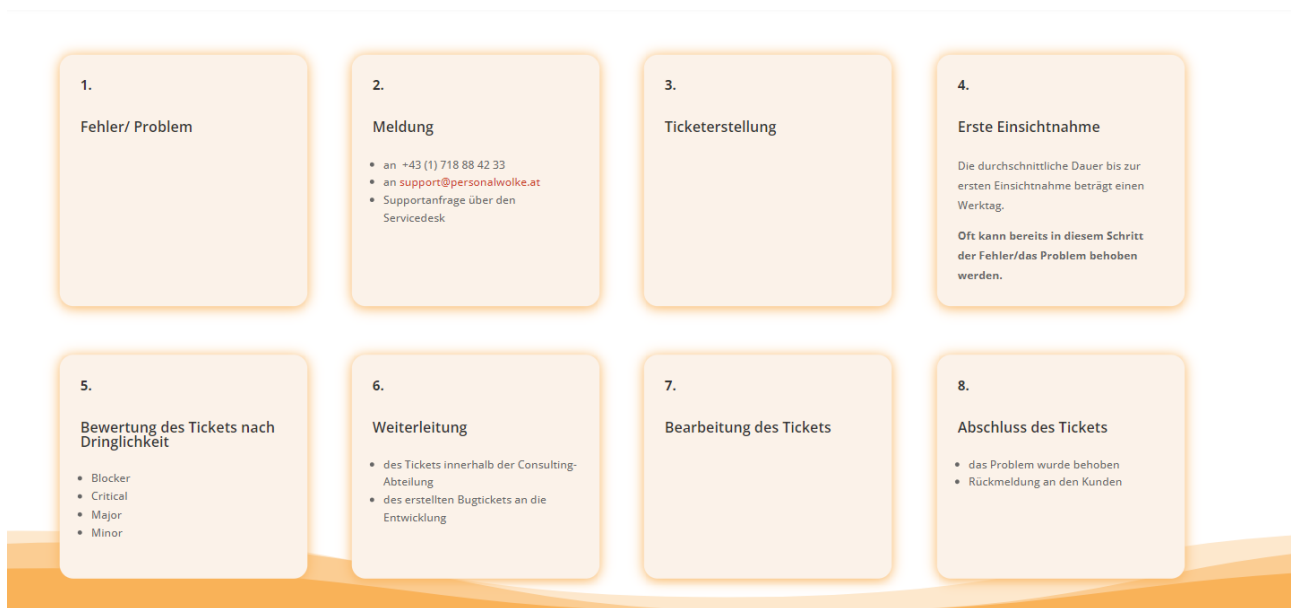 1.
Fehler/ Problem
2.
Meldung
an +43 (1) 718 88 42 33
an support@personalwolke.at
Supportanfrage über den
Servicedesk
3.
Ticketerstellung
4.
Erste Einsichtnahme
Die durchschnittliche Dauer bis zur
ersten Einsichtnahme beträgt einen
Werktag.
Oft kann bereits in diesem Schritt
der Fehler/das Problem behoben
werden.
5.
Bewertung des Tickets nach
Dringlichkeit
Blocker
Critical
Major
Minor
6.
Weiterleitung
des Tickets innerhalb der Consulting-
Abteilung
des erstellten Bugtickets an die
Entwicklung
7.
Bearbeitung des Tickets
8.
Abschluss des Tickets
das Problem wurde behoben
Rückmeldung an den Kunden